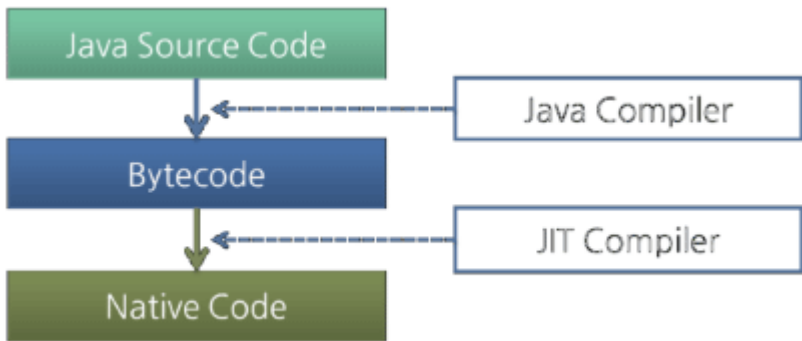 Java Source Code
Java Compiler
Bytecode
JIT Compiler
Native Code